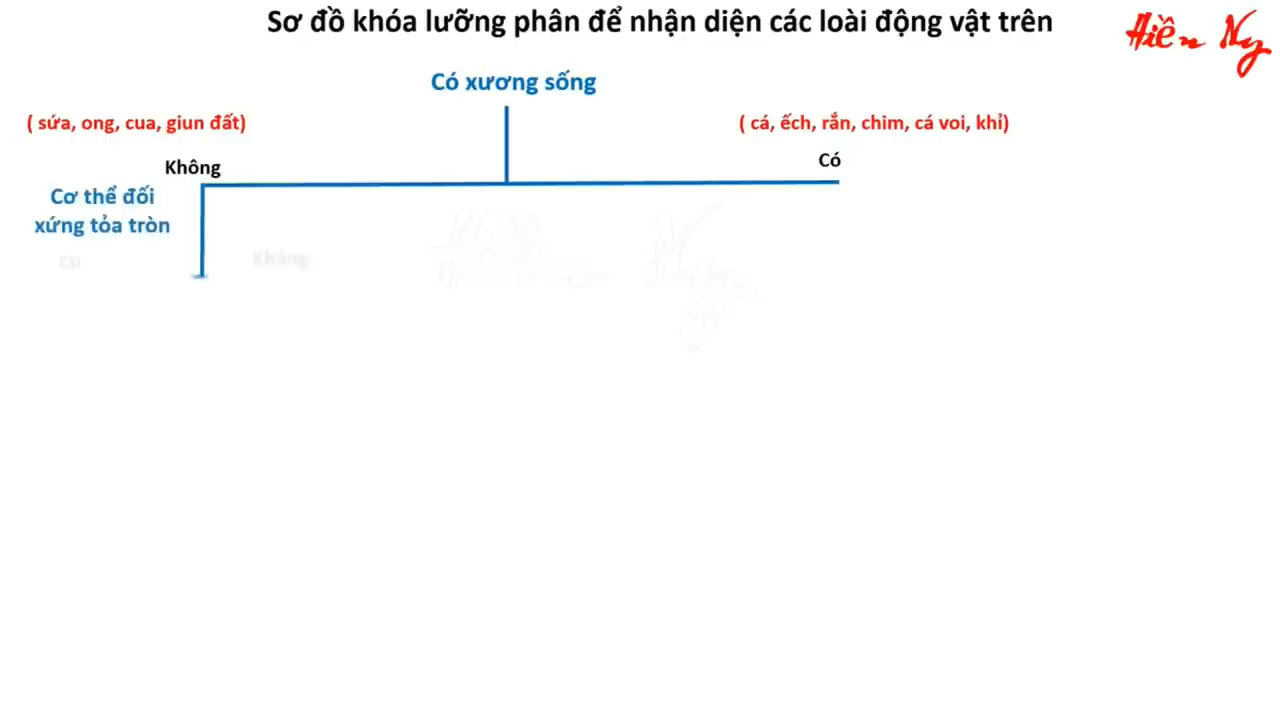 Sơ đồ khóa lưỡng phân để nhận diện các loài động vật trên
Hiền Ny
Có xương sống
( sứa, ong, cua, giun đất)
( cá, ếch, rắn, chim, cá voi, khỉ)
Không
Có
Cơ thể đối
xứng tỏa tròn
Có
Không